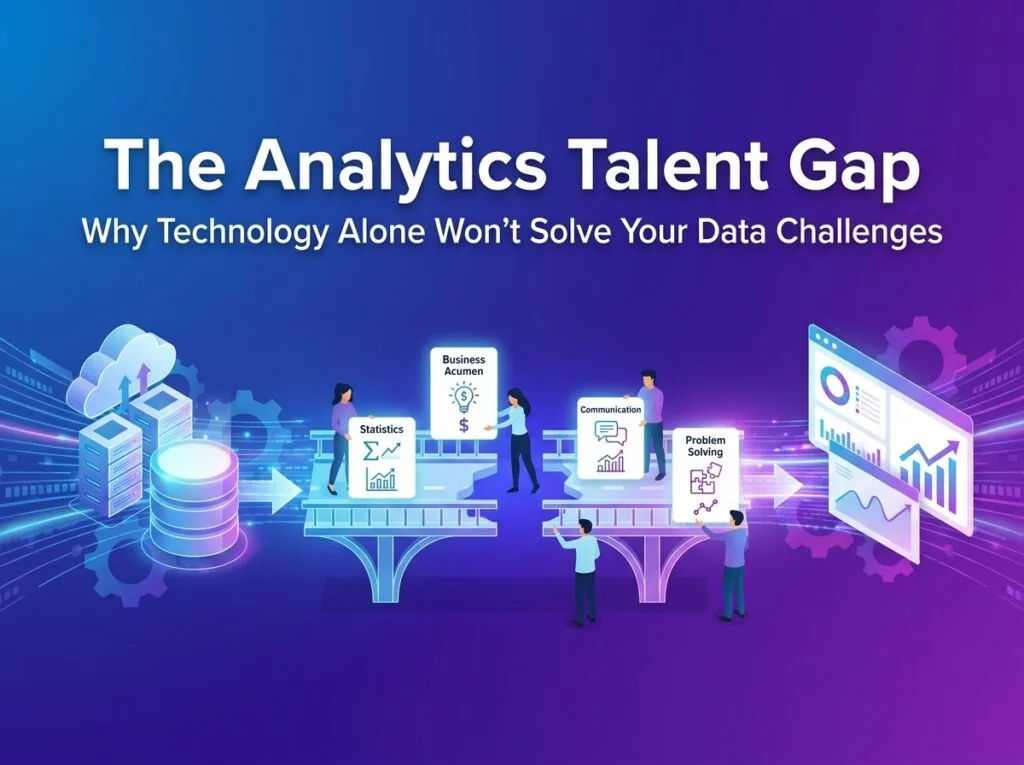 The Analytics Talent Gap
Why Technology Alone Won't Solve Your Data Challenges
Business
Acumen
$
$
Statistics
Σ
Communication
Problem
Solving